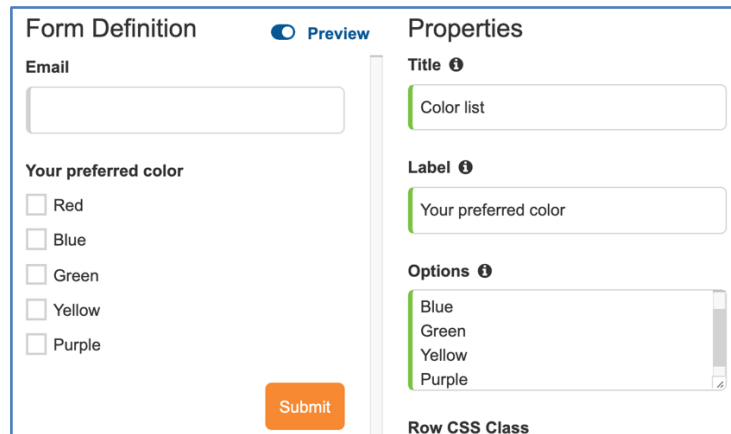 Form Definition
Preview
Email
Your preferred color
Red
Blue
Green
Yellow
Purple
Submit
Properties
Title
Color list
Label
Your preferred color
Options
Blue
Green
Yellow
Purple
Row CSS Class